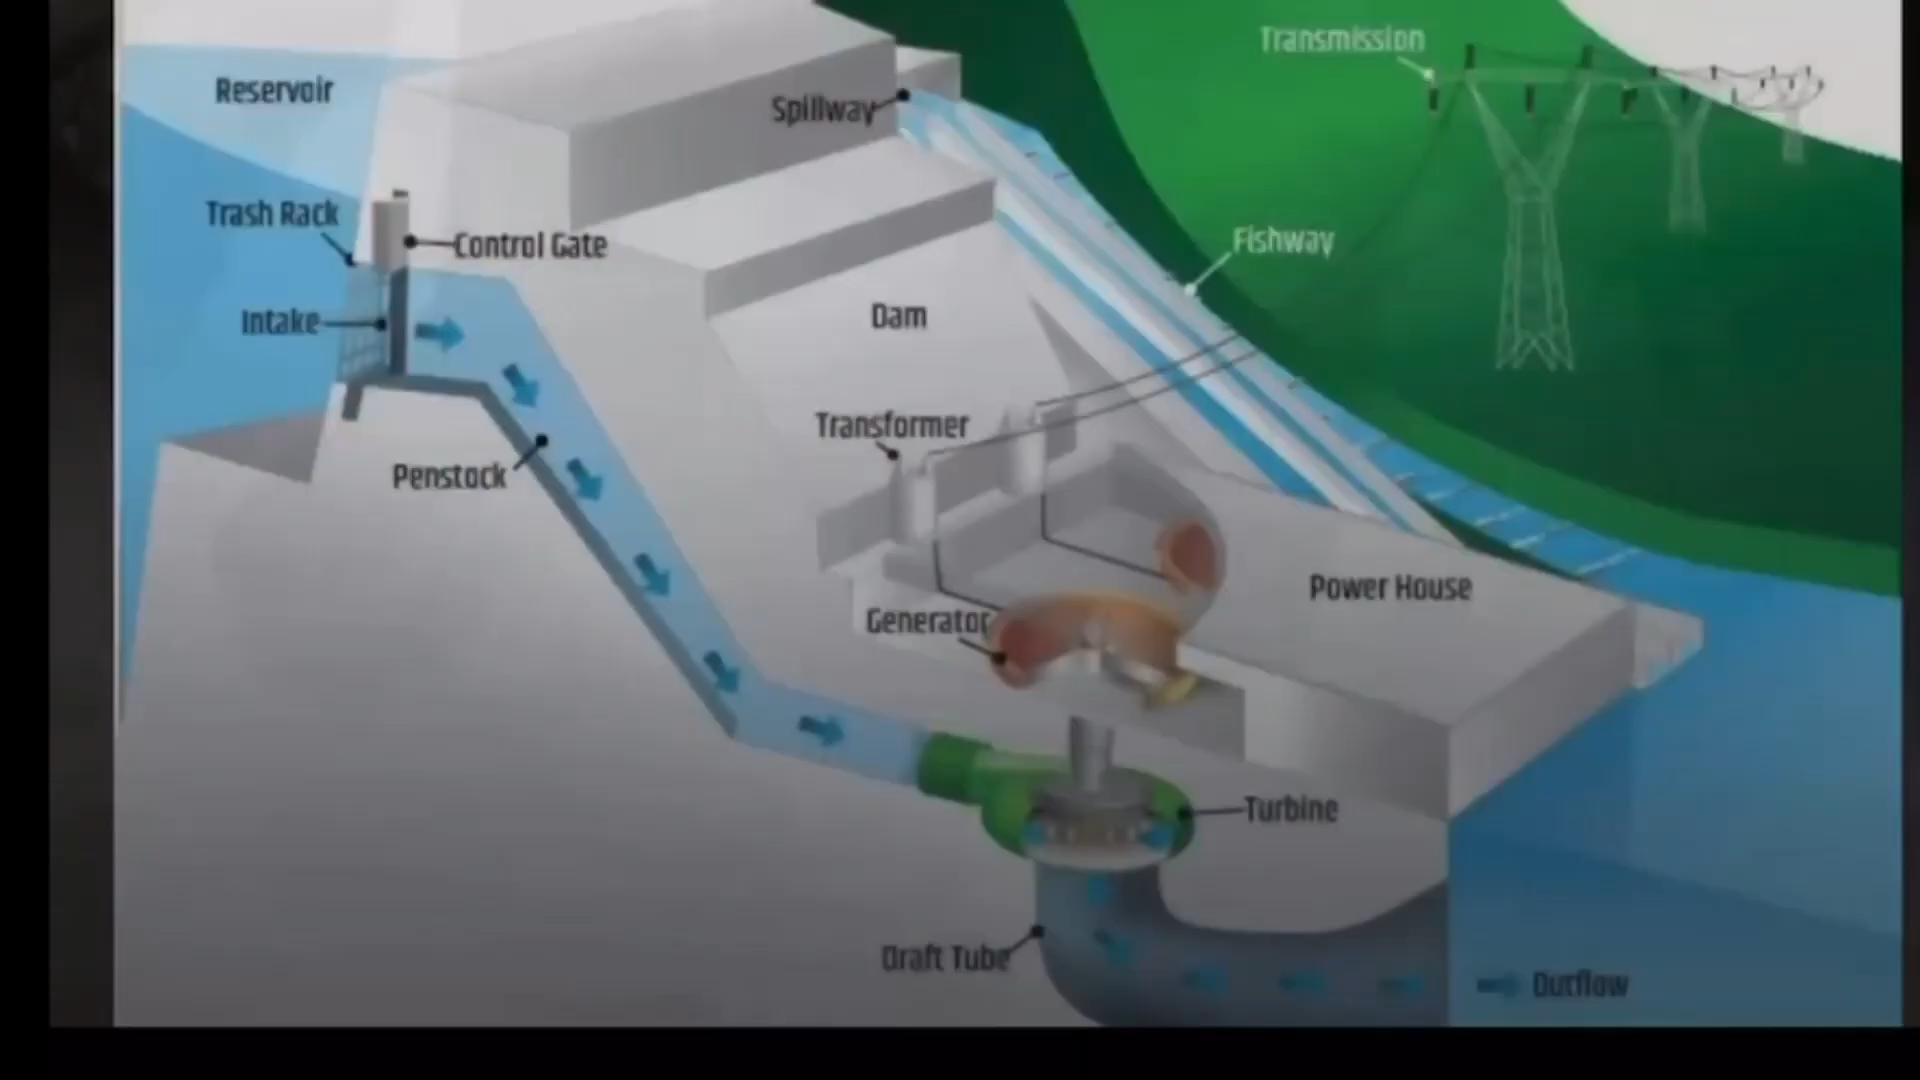 Transmission
Reservoir
Spillway
Trash Rack
Control Gate
Fishway
Intake
Dam
Transformer
Penstock
Power House
Generator
Turbine
Draft Tube
Outflow